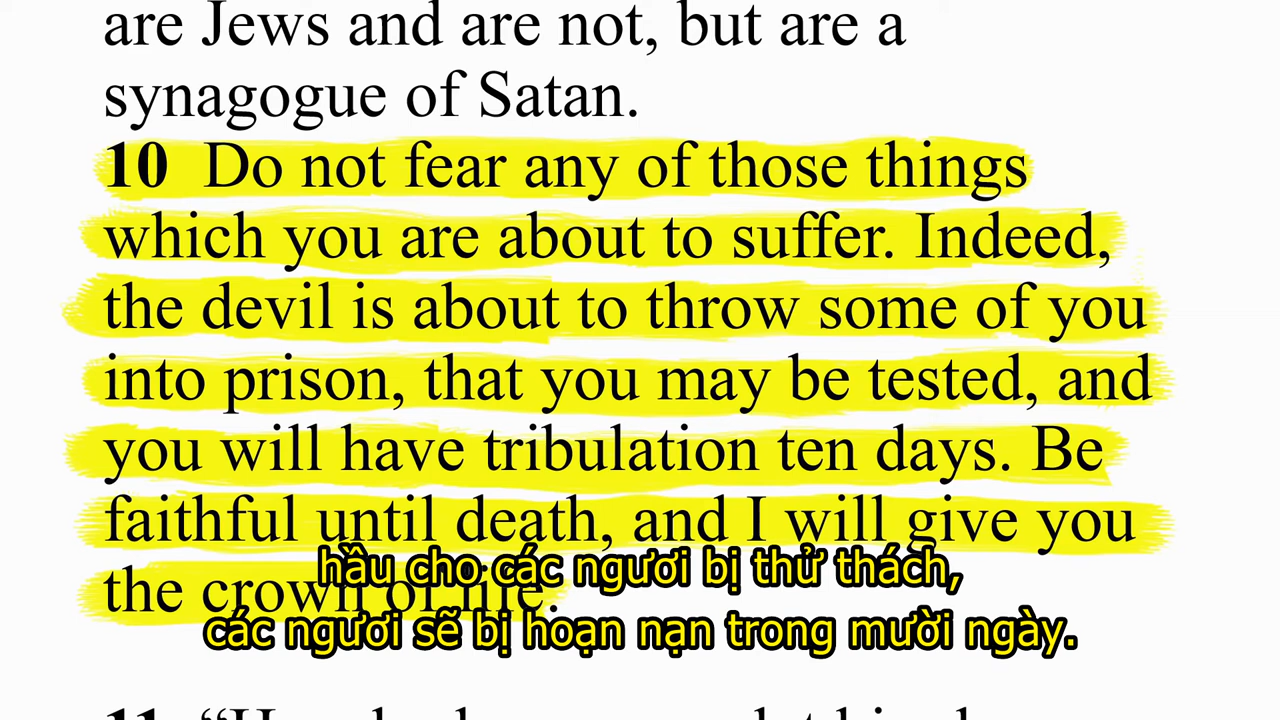 are Jews and are not, but are a
synagogue of Satan.
10 Do not fear any of those things
which you are about to suffer. Indeed,
the devil is about to throw some of you
into prison, that you may be tested, and
you will have tribulation ten days. Be
faithful until death, and I will give you
the crown of life.
hầu cho các ngươi bị thử thách,
các ngươi sẽ bị hoạn nạn trong mười ngày.
11